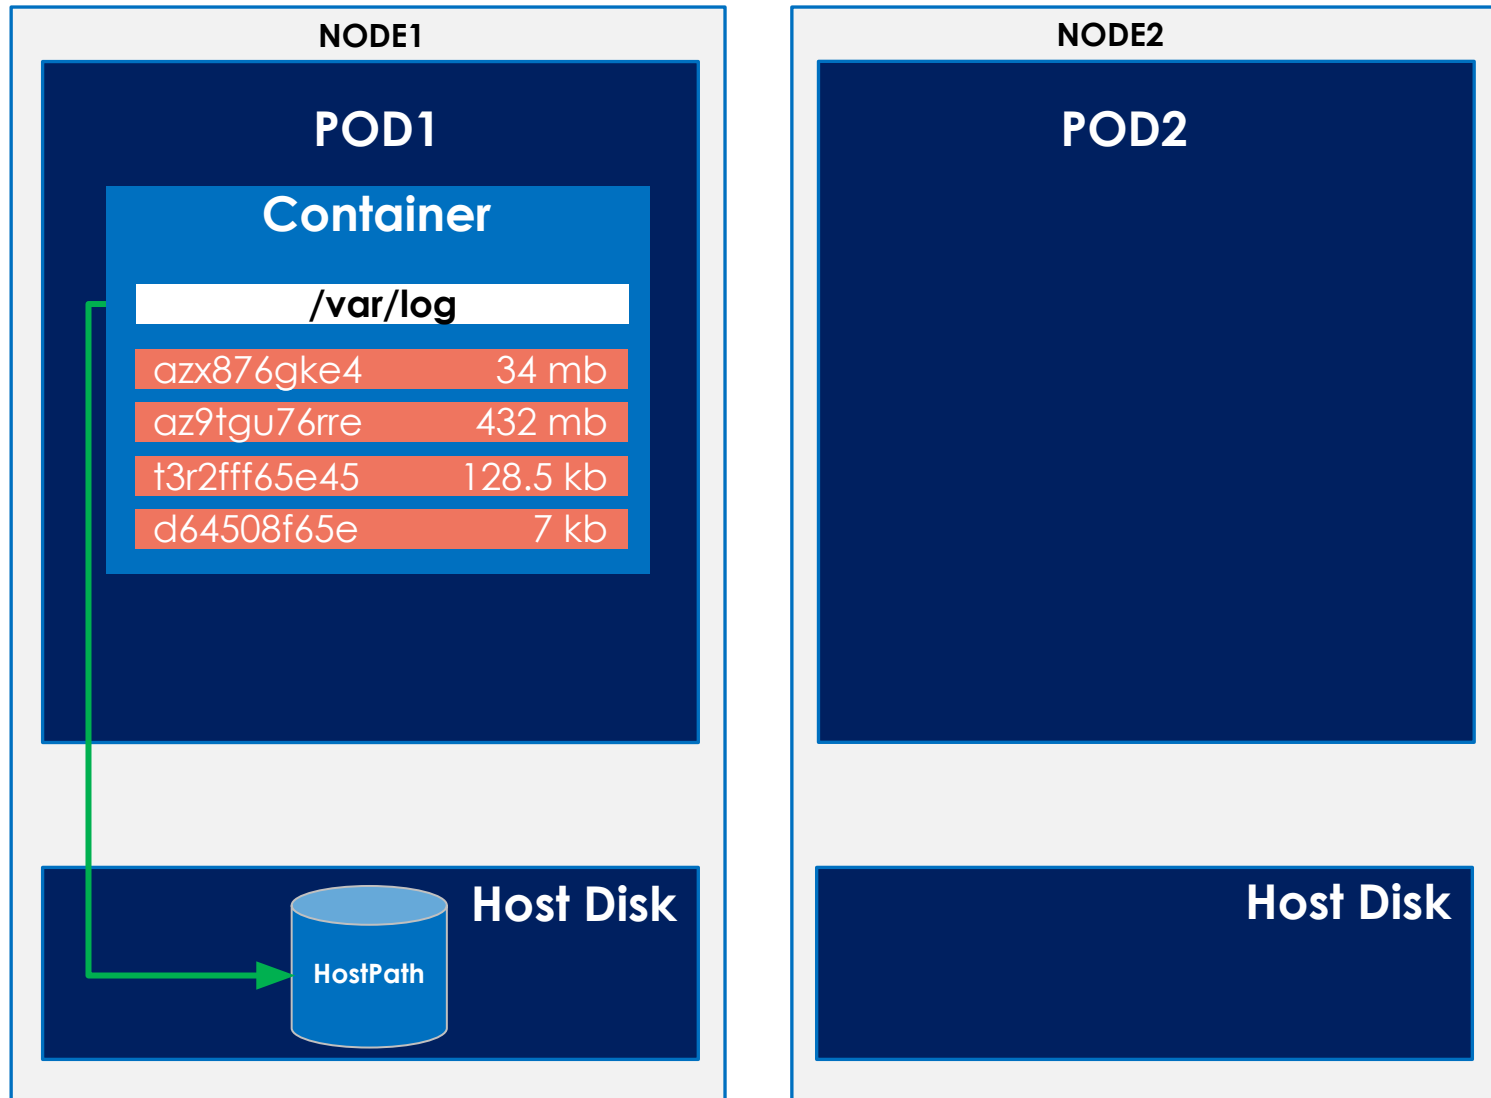 NODE1
POD1
Container
/var/log
azx876gke4 34 mb
az9tgu76rre 432 mb
t3r2fff65e45 128.5 kb
d64508f65e 7 kb
Host Disk
HostPath
NODE2
POD2
Host Disk